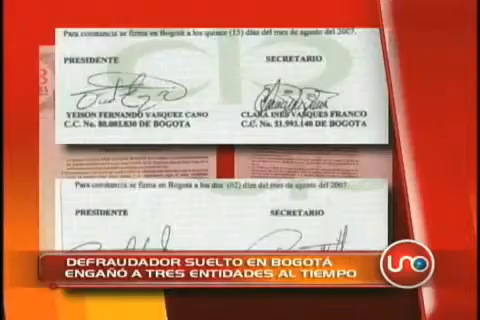 Para constancia se firma en Bogotá a los quince (15) días del mes de agosto del 2007.
PRESIDENTE SECRETARIO
YEISON FERNANDO VASQUEZ CANO CLARA INES VASQUEZ FRANCO
C.C. No. 80.003.830 DE BOGOTA C.C. No. 51.993.140 DE BOGOTA
Para constancia se firma en Bogotá a los dos (02) días del mes de agosto del 2007
PRESIDENTE SECRETARIO
DEFRAUDADOR SUELTO EN BOGOTÁ
ENGAÑÓ A TRES ENTIDADES AL TIEMPO
UNO